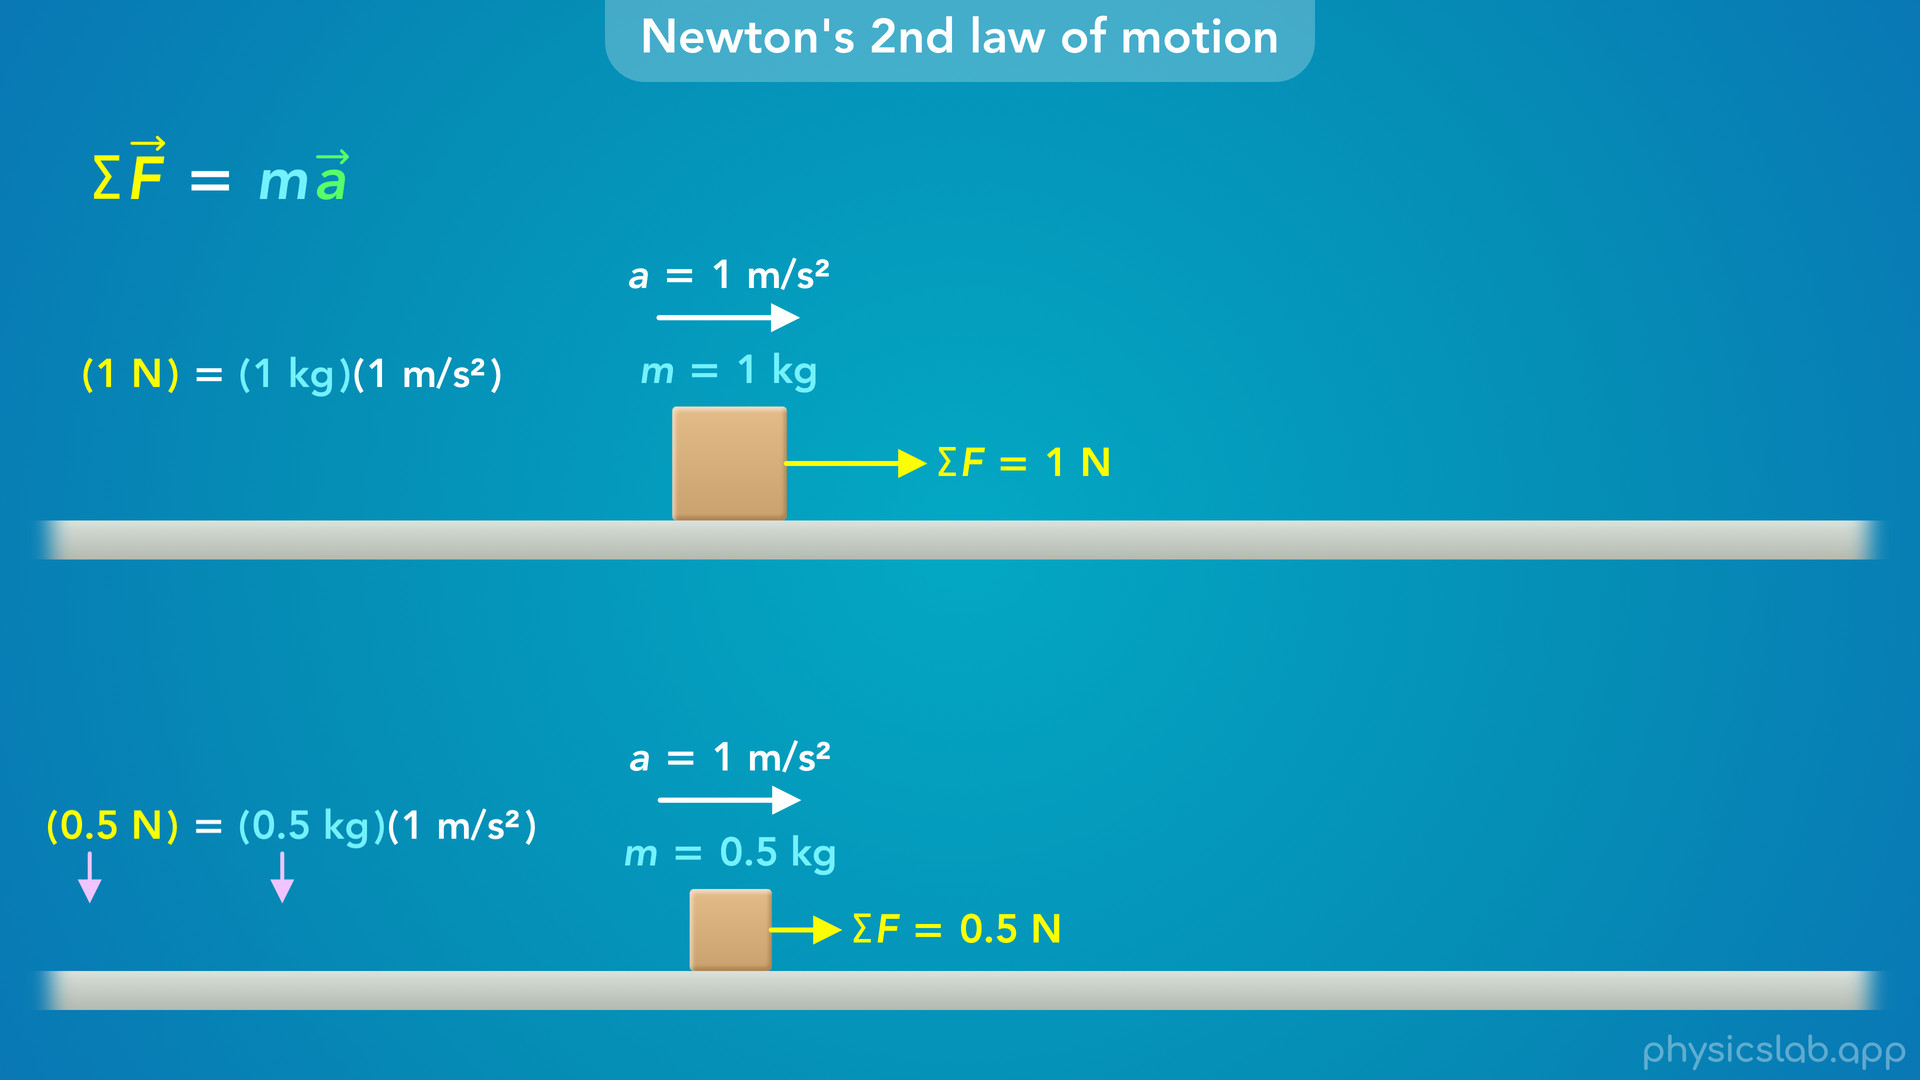 Newton's 2nd law of motion
ΣF⃗ = ma⃗
a = 1 m/s²
m = 1 kg
(1 N) = (1 kg)(1 m/s²)
ΣF = 1 N
a = 1 m/s²
(0.5 N) = (0.5 kg)(1 m/s²)
m = 0.5 kg
ΣF = 0.5 N
physicslab.app